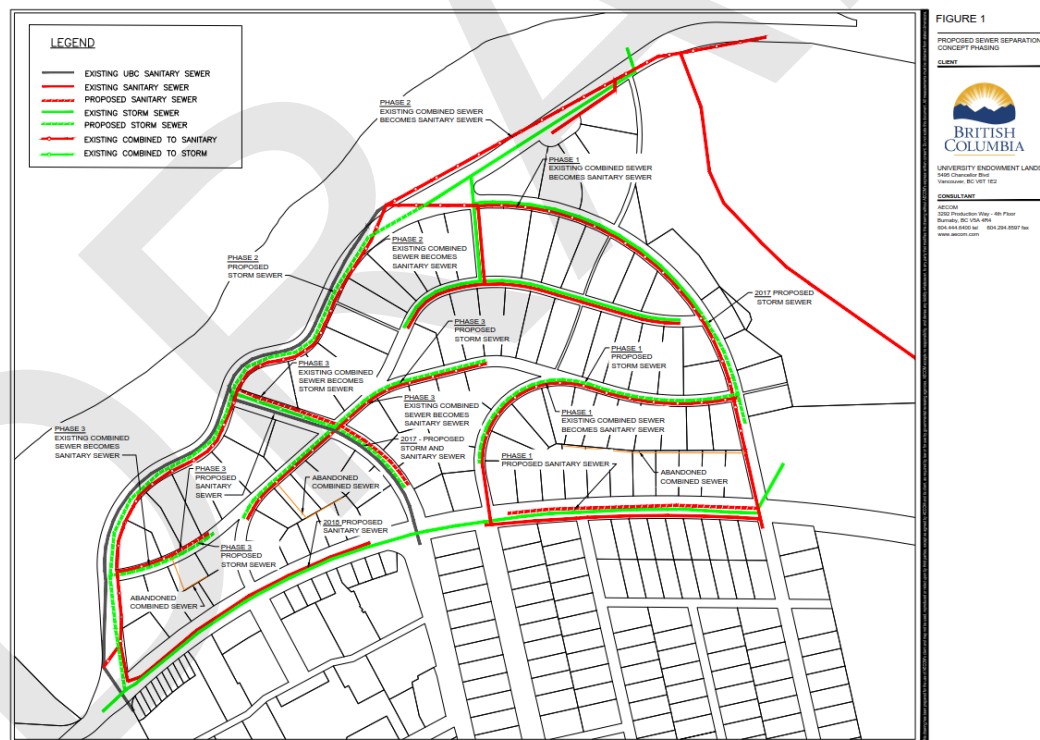 LEGEND
EXISTING UBC SANITARY SEWER
EXISTING SANITARY SEWER
PROPOSED SANITARY SEWER
EXISTING STORM SEWER
PROPOSED STORM SEWER
EXISTING COMBINED TO SANITARY
EXISTING COMBINED TO STORM
PHASE 2
EXISTING COMBINED SEWER
BECOMES SANITARY SEWER
PHASE 1
EXISTING COMBINED SEWER
BECOMES SANITARY SEWER
PHASE 2
EXISTING COMBINED
SEWER BECOMES
SANITARY SEWER
PHASE 2
PROPOSED
STORM SEWER
2017 PROPOSED
STORM SEWER
PHASE 3
PROPOSED
STORM SEWER
PHASE 1
PROPOSED
STORM SEWER
PHASE 3
EXISTING COMBINED
SEWER BECOMES
STORM SEWER
PHASE 3
EXISTING COMBINED
SEWER BECOMES
SANITARY SEWER
PHASE 1
EXISTING COMBINED SEWER
BECOMES SANITARY SEWER
PHASE 3
EXISTING COMBINED
SEWER BECOMES
SANITARY SEWER
2017 - PROPOSED
STORM AND
SANITARY SEWER
PHASE 1
PROPOSED SANITARY SEWER
PHASE 3
PROPOSED
SANITARY
SEWER
ABANDONED
COMBINED SEWER
ABANDONED
COMBINED SEWER
2015 PROPOSED
SANITARY SEWER
PHASE 3
PROPOSED
STORM SEWER
ABANDONED
COMBINED SEWER
FIGURE 1
PROPOSED SEWER SEPARATION
CONCEPT PHASING
CLIENT
BRITISH
COLUMBIA
UNIVERSITY ENDOWMENT LANDS
5495 Chancellor Blvd
Vancouver, BC V6T 1E2
CONSULTANT
AECOM
3292 Production Way - 4th Floor
Burnaby, BC V5A 4R4
604.444.6400 tel 604.294.8597 fax
www.aecom.com